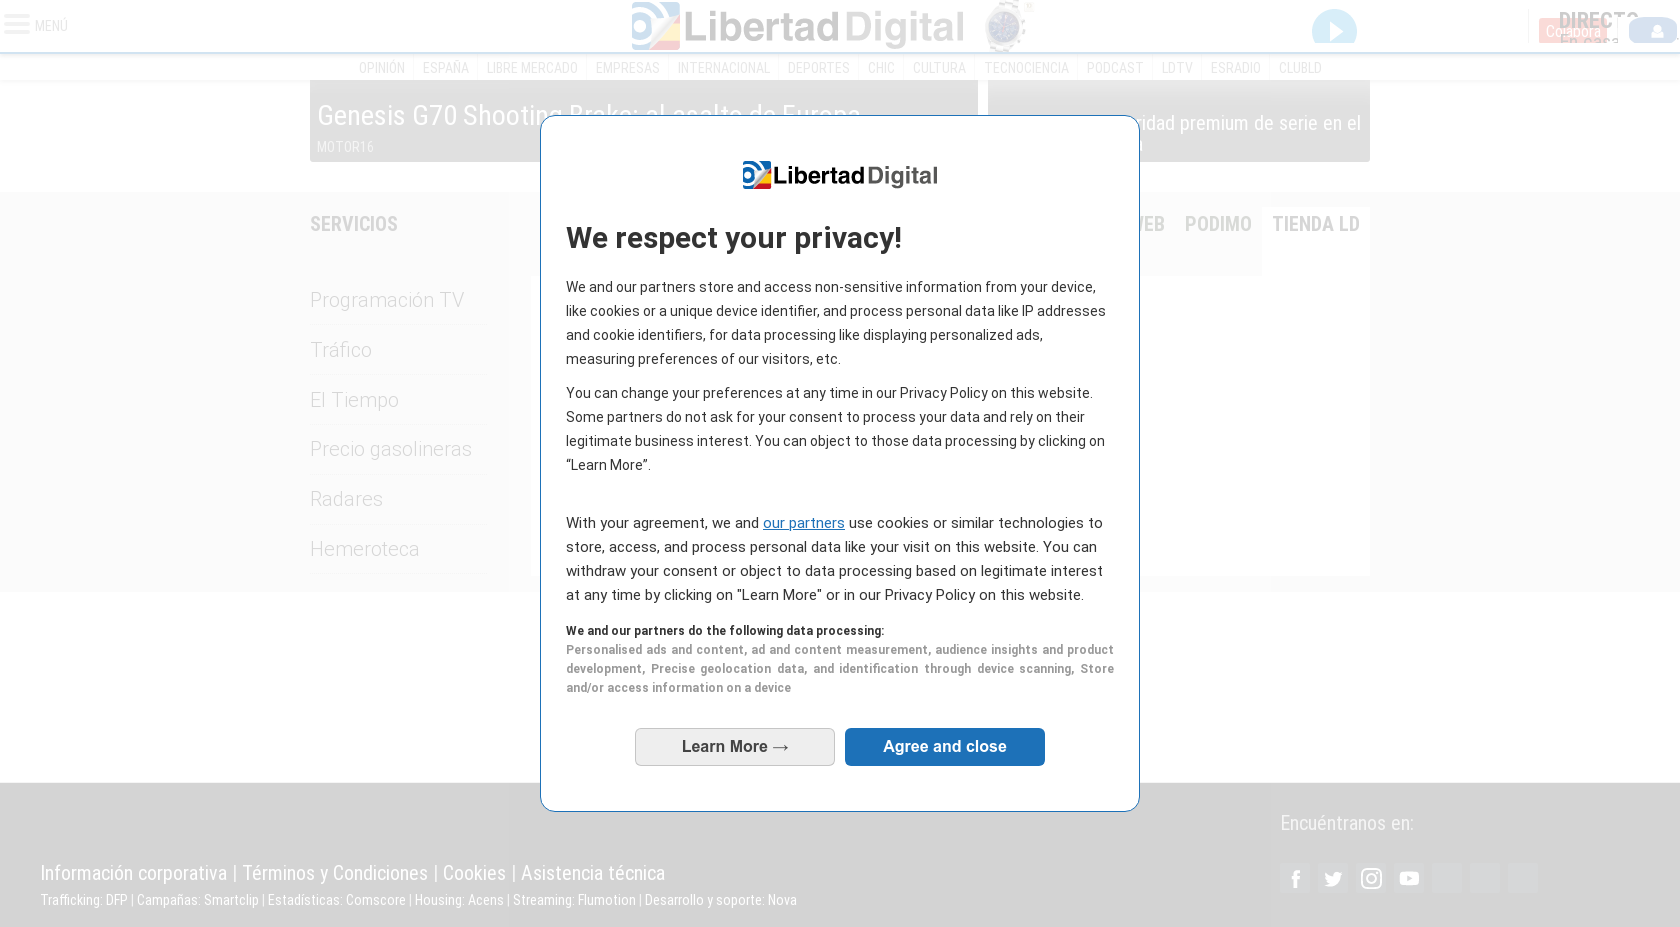 MENÚ
Libertad Digital
DIRECTO
Colabora
En casa
OPINIÓN
ESPAÑA
LIBRE MERCADO
EMPRESAS
INTERNACIONAL
DEPORTES
CHIC
CULTURA
TECNOCIENCIA
PODCAST
LDTV
ESRADIO
CLUBLD
Genesis G70 Shooting Brake: el asalto de Europa
MOTOR16
premium de serie en el
SERVICIOS
PODIMO
TIENDA LD
Programación TV
Tráfico
El Tiempo
Precio gasolineras
Radares
Hemeroteca
Libertad Digital
We respect your privacy!
We and our partners store and access non-sensitive information from your device,
like cookies or a unique device identifier, and process personal data like IP addresses
and cookie identifiers, for data processing like displaying personalized ads,
measuring preferences of our visitors, etc.
You can change your preferences at any time in our Privacy Policy on this website.
Some partners do not ask for your consent to process your data and rely on their
legitimate business interest. You can object to those data processing by clicking on
“Learn More”.
With your agreement, we and our partners use cookies or similar technologies to
store, access, and process personal data like your visit on this website. You can
withdraw your consent or object to data processing based on legitimate interest
at any time by clicking on "Learn More" or in our Privacy Policy on this website.
We and our partners do the following data processing:
Personalised ads and content, ad and content measurement, audience insights and product
development, Precise geolocation data, and identification through device scanning, Store
and/or access information on a device
Learn More →
Agree and close
Encuéntranos en:
Información corporativa | Términos y Condiciones | Cookies | Asistencia técnica
Trafficking: DFP | Campañas: Smartclip | Estadísticas: Comscore | Housing: Acens | Streaming: Flumotion | Desarrollo y soporte: Nova